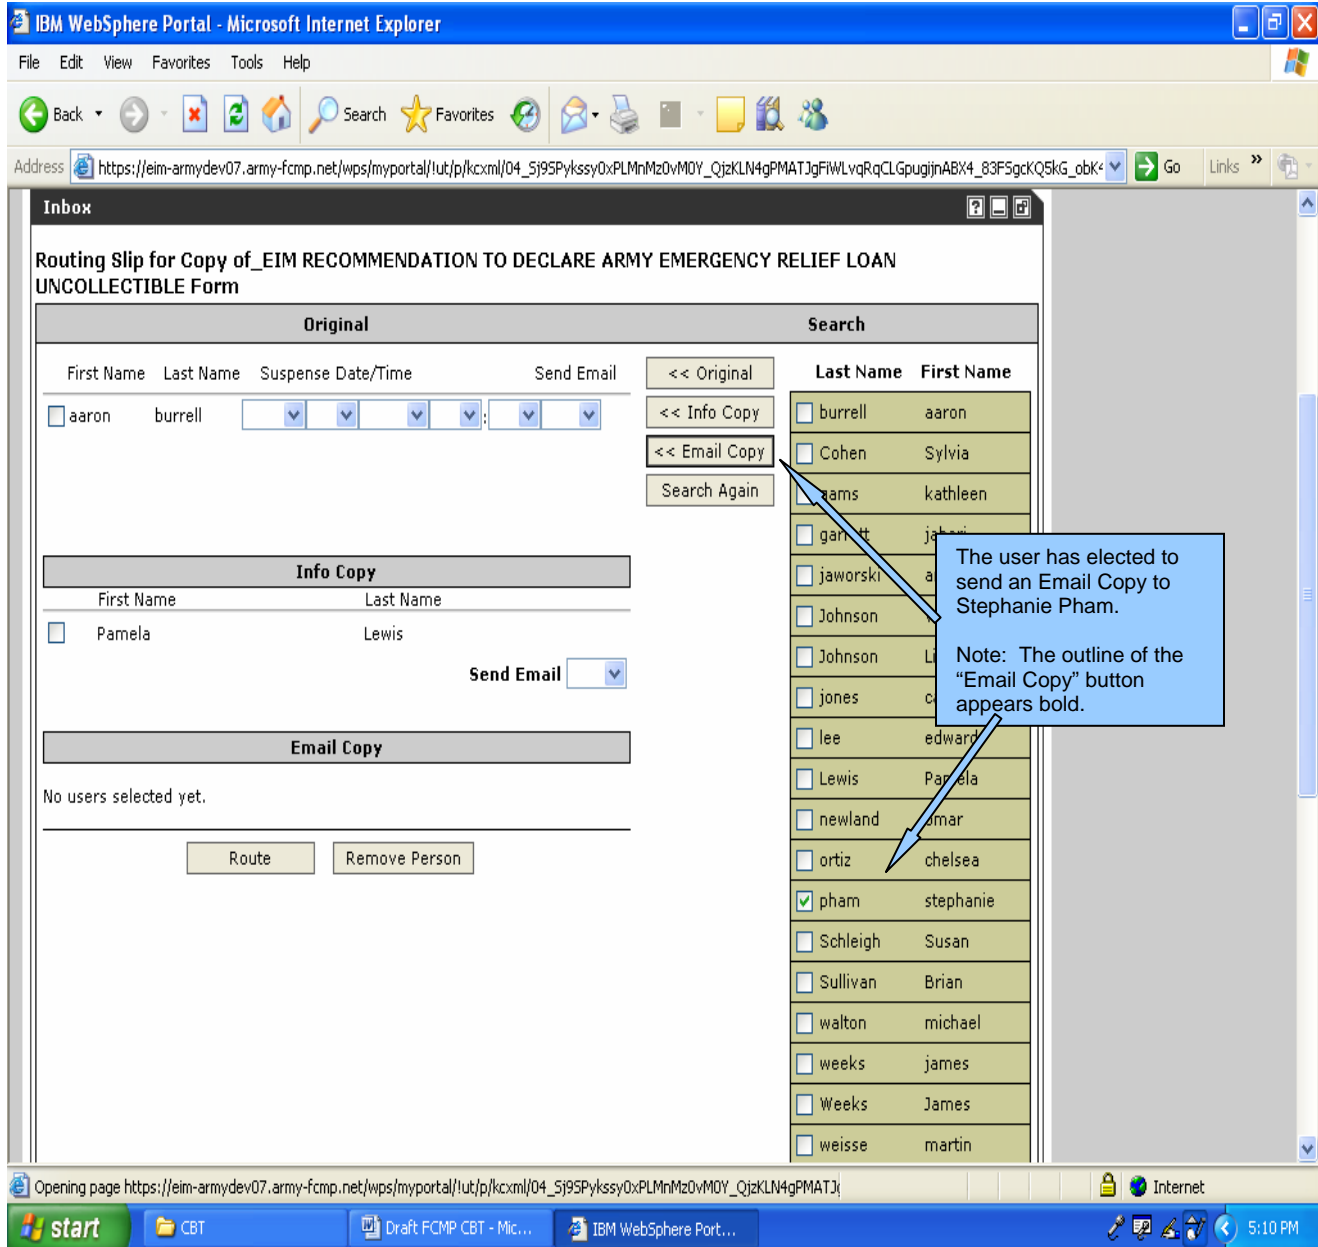 IBM WebSphere Portal - Microsoft Internet Explorer
File Edit View Favorites Tools Help
Back Search Favorites
Address https://eim-armydev07.army-fcmp.net/wps/myportal/!ut/p/kcxml/04_Sj9SPykssy0xPLMnMz0vM0Y_QjzKLN4gPMATJgFiWLvqRqCLGpugijnABX4_83FSgcKQ5kG_obK Go Links »
Inbox
Routing Slip for Copy of_EIM RECOMMENDATION TO DECLARE ARMY EMERGENCY RELIEF LOAN
UNCOLLECTIBLE Form
Original Search
First Name Last Name Suspense Date/Time Send Email << Original Last Name First Name
aaron burrell : << Info Copy burrell aaron
<< Email Copy Cohen Sylvia
Search Again gams kathleen
garrett
Info Copy jaworski
First Name Last Name
Pamela Lewis Johnson
Send Email Johnson
jones
Email Copy lee edward
No users selected yet. Lewis Pamela
newland omar
Route Remove Person ortiz chelsea
pham stephanie
Schleigh Susan
Sullivan Brian
walton michael
weeks james
Weeks James
weisse martin
The user has elected to
send an Email Copy to
Stephanie Pham.
Note: The outline of the
“Email Copy” button
appears bold.
Opening page https://eim-armydev07.army-fcmp.net/wps/myportal/!ut/p/kcxml/04_Sj9SPykssy0xPLMnMz0vM0Y_QjzKLN4gPMATJ Internet
start CBT Draft FCMP CBT - Mic... IBM WebSphere Port... 5:10 PM